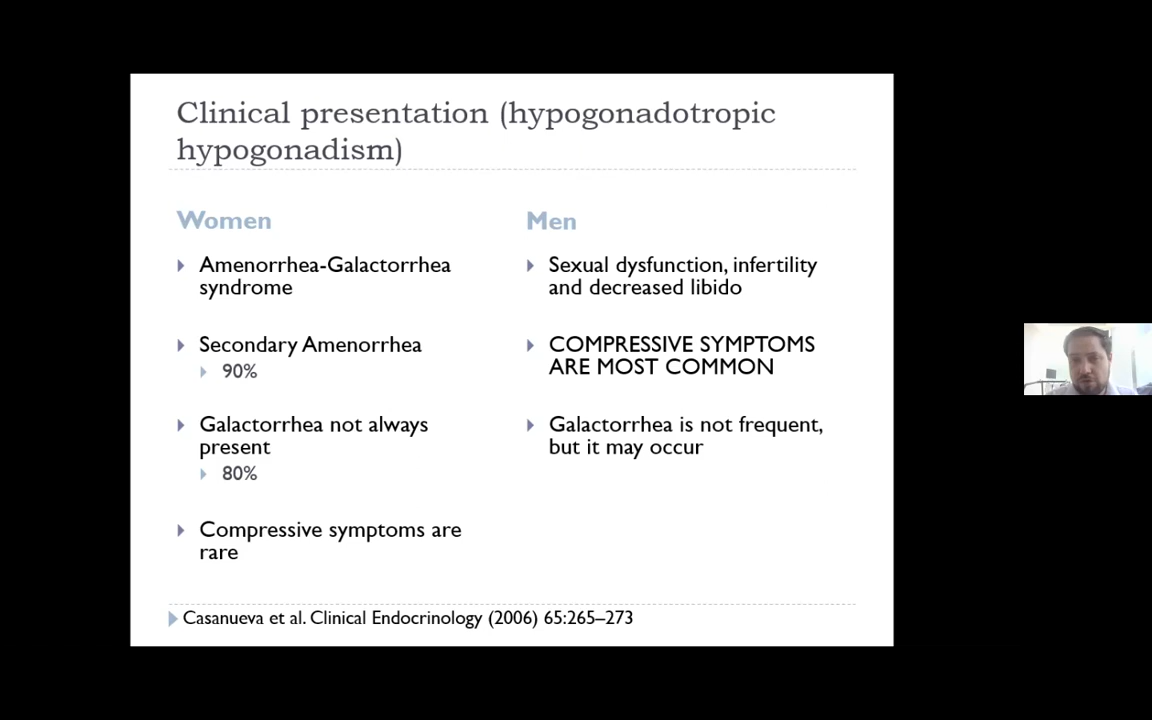 Clinical presentation (hypogonadotropic
hypogonadism)
Women
Amenorrhea-Galactorrhea
syndrome
Secondary Amenorrhea
90%
Galactorrhea not always
present
80%
Compressive symptoms are
rare
Men
Sexual dysfunction, infertility
and decreased libido
COMPRESSIVE SYMPTOMS
ARE MOST COMMON
Galactorrhea is not frequent,
but it may occur
Casanueva et al. Clinical Endocrinology (2006) 65:265–273